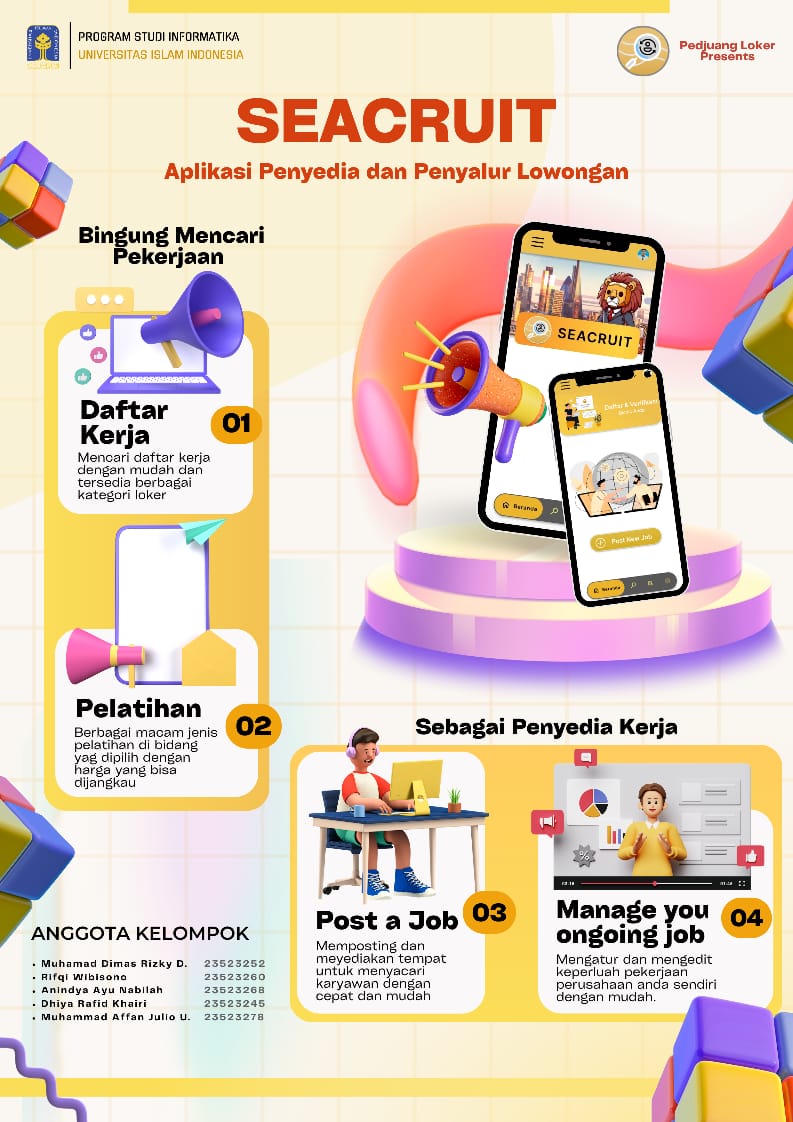 PROGRAM STUDI INFORMATIKA
UNIVERSITAS ISLAM INDONESIA
Pedjuang Loker
Presents
SEACRUIT
Aplikasi Penyedia dan Penyalur Lowongan
Bingung Mencari
Pekerjaan
Daftar
Kerja
01
Mencari daftar kerja
dengan mudah dan
tersedia berbagai
kategori loker
Pelatihan
02
Berbagai macam jenis
pelatihan di bidang
yag dipilih dengan
harga yang bisa
dijangkau
SEACRUIT
Beranda
Daftar & Verifikasi
Post New Job
Beranda
Sebagai Penyedia Kerja
Post a Job
03
Memposting dan
meyediakan tempat
untuk menyacari
karyawan dengan
cepat dan mudah
Manage you
ongoing job
04
Mengatur dan mengedit
keperluah pekerjaan
perusahaan anda sendiri
dengan mudah.
ANGGOTA KELOMPOK
• Muhamad Dimas Rizky D. 23523252
• Rifqi Wibisono 23523260
• Anindya Ayu Nabilah 23523268
• Dhiya Rafid Khairi 23523245
• Muhammad Affan Julio U. 23523278